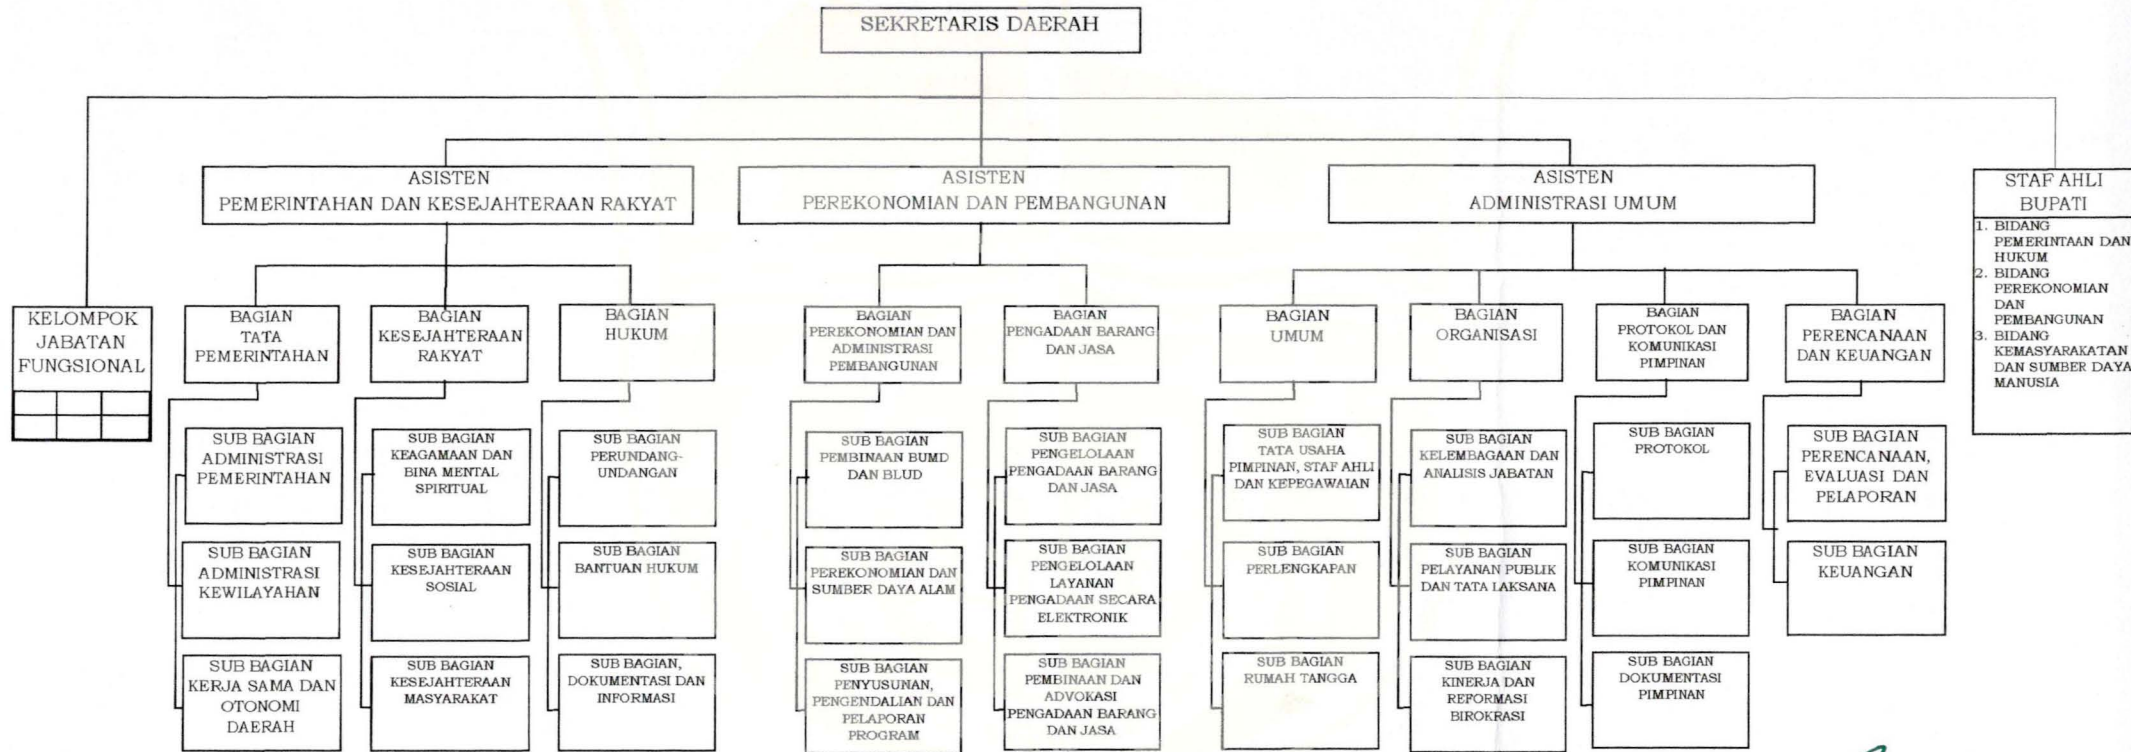 SEKRETARIS DAERAH
ASISTEN
PEMERINTAHAN DAN KESEJAHTERAAN RAKYAT
ASISTEN
PEREKONOMIAN DAN PEMBANGUNAN
ASISTEN
ADMINISTRASI UMUM
STAF AHLI
BUPATI
1. BIDANG
PEMERINTAAN DAN
HUKUM
2. BIDANG
PEREKONOMIAN
DAN
PEMBANGUNAN
3. BIDANG
KEMASYARAKATAN
DAN SUMBER DAYA
MANUSIA
KELOMPOK
JABATAN
FUNGSIONAL
BAGIAN
TATA
PEMERINTAHAN
BAGIAN
KESEJAHTERAAN
RAKYAT
BAGIAN
HUKUM
BAGIAN
PEREKONOMIAN DAN
ADMINISTRASI
PEMBANGUNAN
BAGIAN
PENGADAAN BARANG
DAN JASA
BAGIAN
UMUM
BAGIAN
ORGANISASI
BAGIAN
PROTOKOL DAN
KOMUNIKASI
PIMPINAN
BAGIAN
PERENCANAAN
DAN KEUANGAN
SUB BAGIAN
ADMINISTRASI
PEMERINTAHAN
SUB BAGIAN
KEAGAMAAN DAN
BINA MENTAL
SPIRITUAL
SUB BAGIAN
PERUNDANG-
UNDANGAN
SUB BAGIAN
PEMBINAAN BUMD
DAN BLUD
SUB BAGIAN
PENGELOLAAN
PENGADAAN BARANG
DAN JASA
SUB BAGIAN
TATA USAHA
PIMPINAN, STAF AHLI
DAN KEPEGAWAIAN
SUB BAGIAN
KELEMBAGAAN DAN
ANALISIS JABATAN
SUB BAGIAN
PROTOKOL
SUB BAGIAN
PERENCANAAN,
EVALUASI DAN
PELAPORAN
SUB BAGIAN
ADMINISTRASI
KEWILAYAHAN
SUB BAGIAN
KESEJAHTERAAN
SOSIAL
SUB BAGIAN
BANTUAN HUKUM
SUB BAGIAN
PEREKONOMIAN DAN
SUMBER DAYA ALAM
SUB BAGIAN
PENGELOLAAN
LAYANAN
PENGADAAN SECARA
ELEKTRONIK
SUB BAGIAN
PERLENGKAPAN
SUB BAGIAN
PELAYANAN PUBLIK
DAN TATA LAKSANA
SUB BAGIAN
KOMUNIKASI
PIMPINAN
SUB BAGIAN
KEUANGAN
SUB BAGIAN
KERJA SAMA DAN
OTONOMI
DAERAH
SUB BAGIAN
KESEJAHTERAAN
MASYARAKAT
SUB BAGIAN,
DOKUMENTASI DAN
INFORMASI
SUB BAGIAN
PENYUSUNAN,
PENGENDALIAN DAN
PELAPORAN
PROGRAM
SUB BAGIAN
PEMBINAAN DAN
ADVOKASI
PENGADAAN BARANG
DAN JASA
SUB BAGIAN
RUMAH TANGGA
SUB BAGIAN
KINERJA DAN
REFORMASI
BIROKRASI
SUB BAGIAN
DOKUMENTASI
PIMPINAN